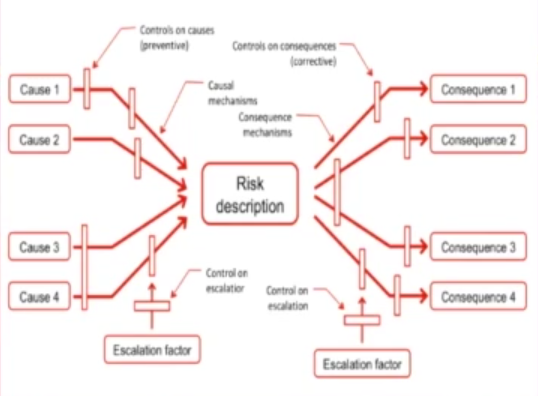 Controls on causes
(preventive)
Controls on consequences
(corrective)
Cause 1
Causal
mechanisms
Consequence
mechanisms
Consequence 1
Cause 2
Consequence 2
Risk
description
Cause 3
Consequence 3
Control on
escalatior
Control on
escalation
Cause 4
Consequence 4
Escalation factor
Escalation factor